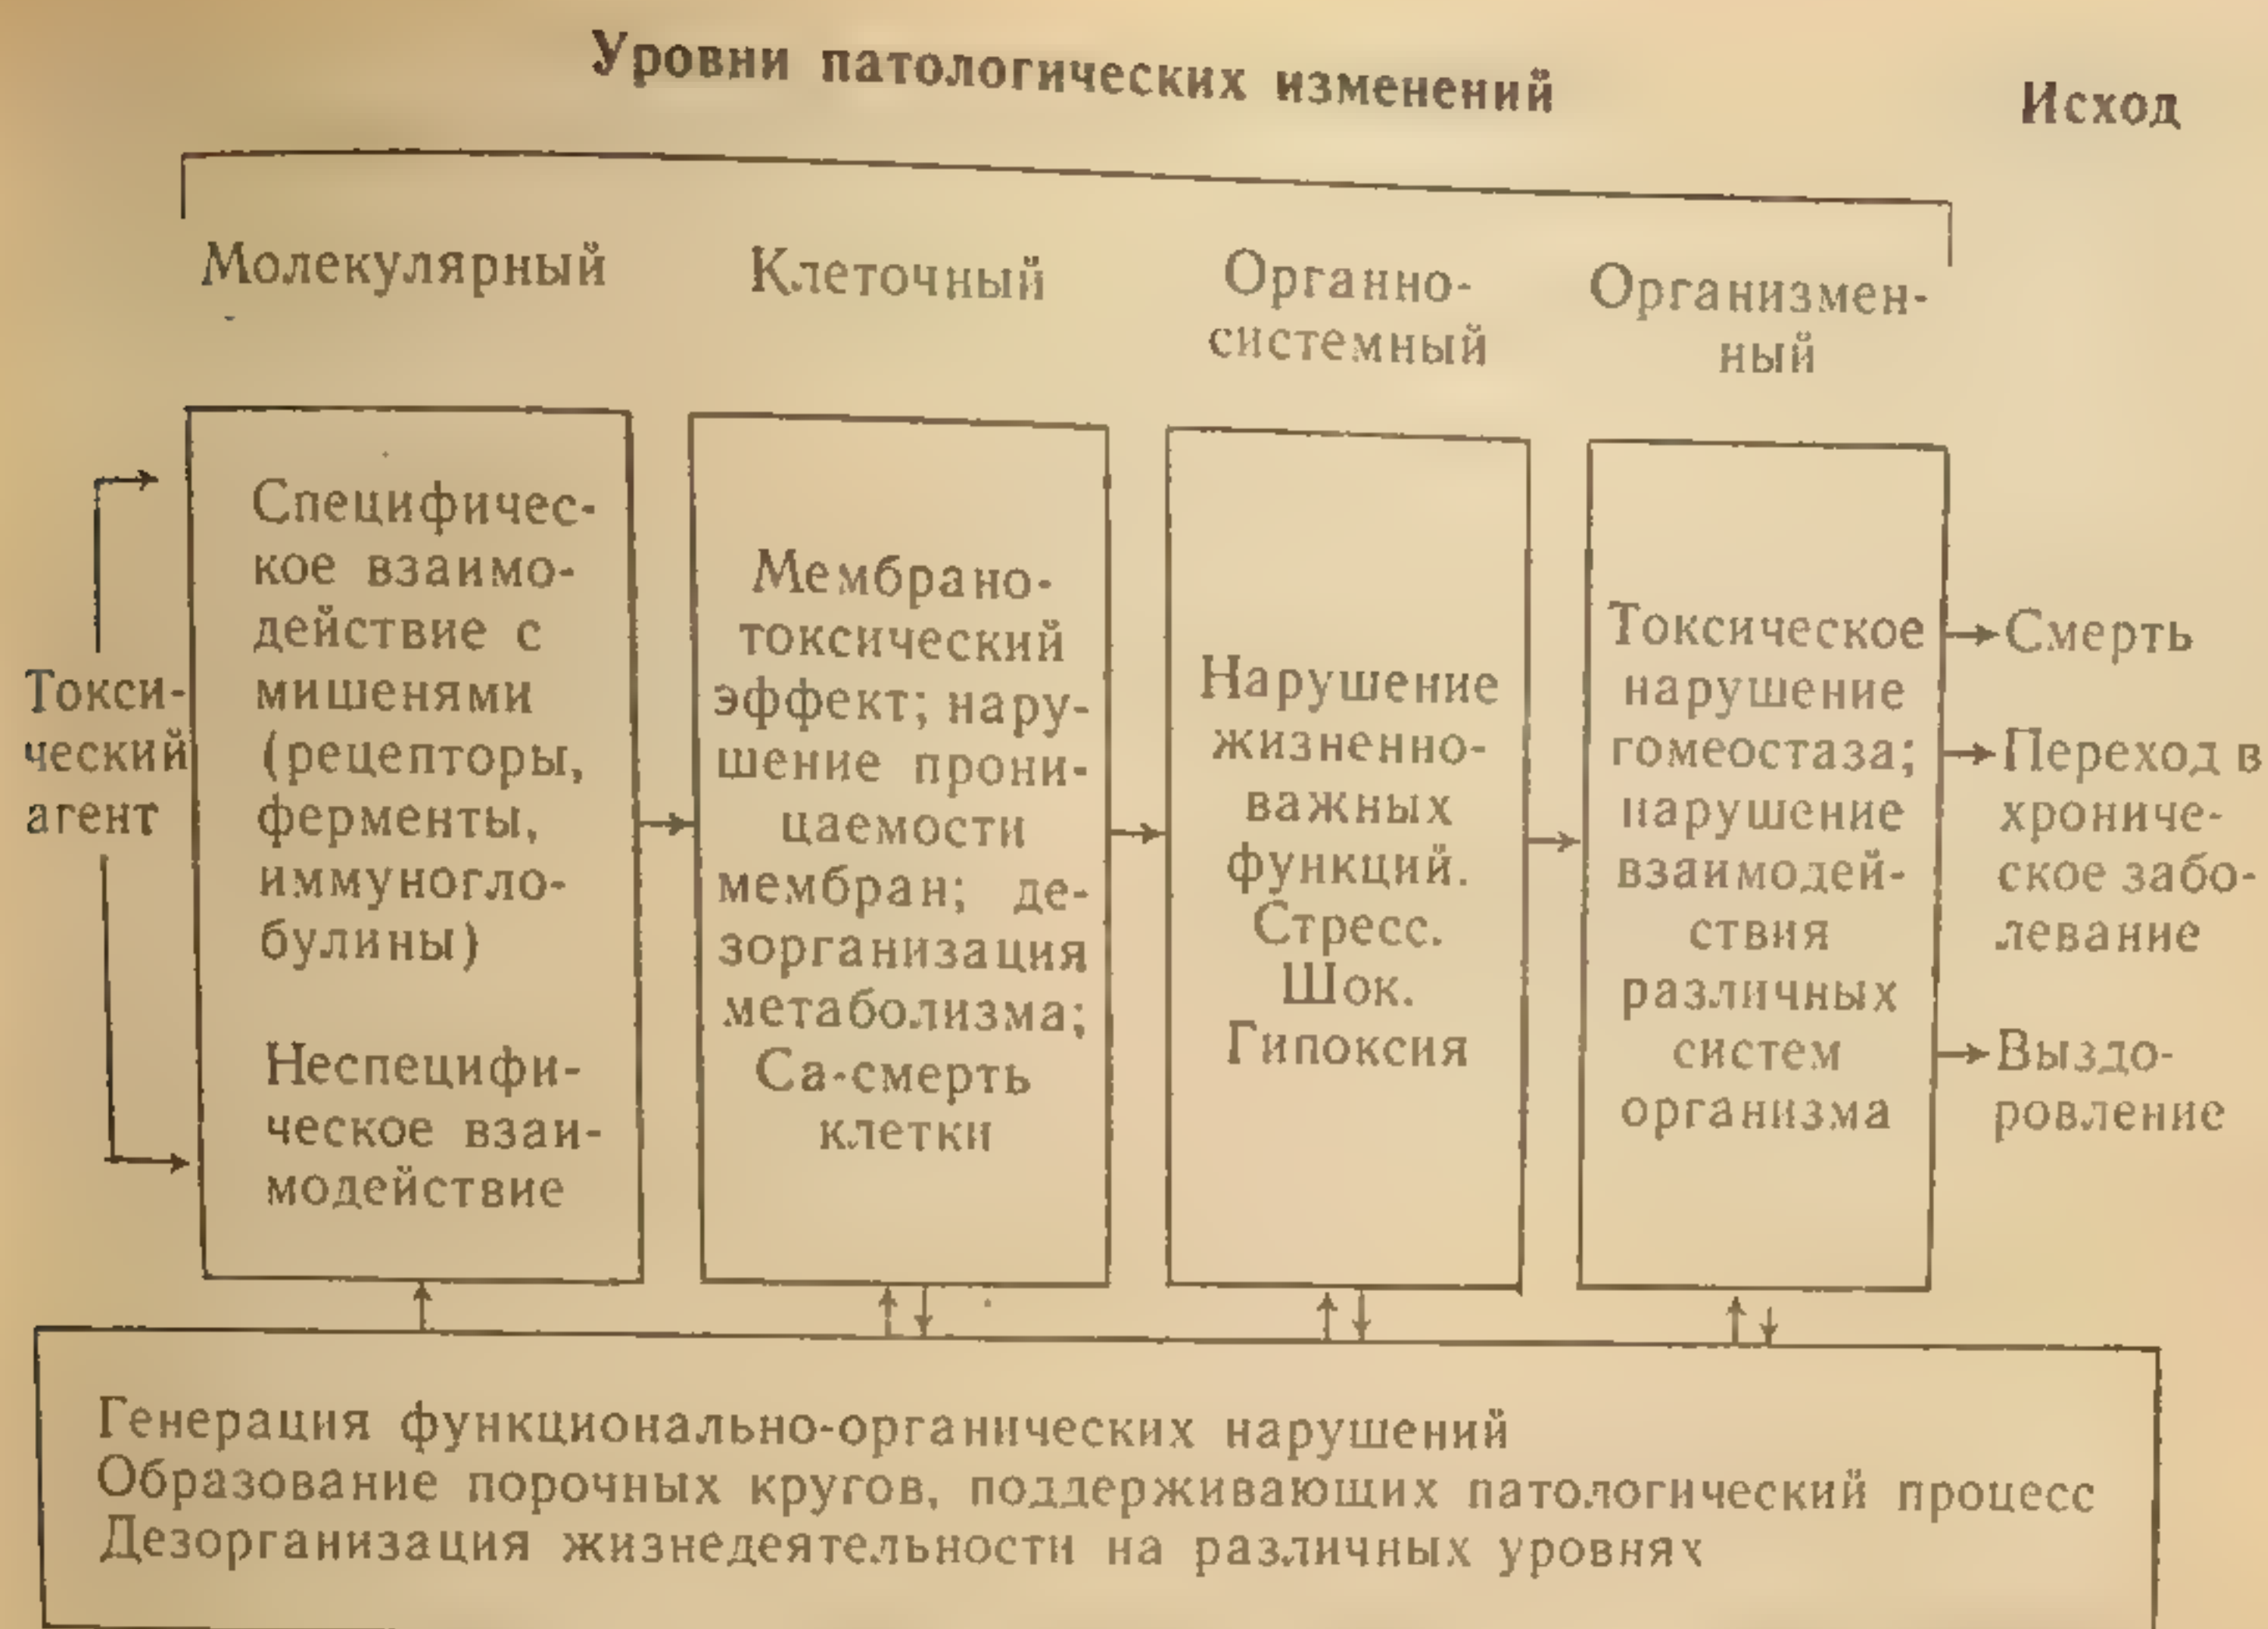 Уровни патологических изменений
Исход
Молекулярный
Клеточный
Органно-
системный
Организмен-
ный
Токси-
ческий
агент
Специфичес-
кое взаимо-
действие с
мишенями
(рецепторы,
ферменты,
иммуногло-
булины)
Неспецифи-
ческое взаи-
модействие
Мембрано-
токсический
эффект; нару-
шение прони-
цаемости
мембран; де-
зорганизация
метаболизма;
Са-смерть
клетки
Нарушение
жизненно-
важных
функций.
Стресс.
Шок.
Гипоксия
Токсическое
нарушение
гомеостаза;
нарушение
взаимодей-
ствия
различных
систем
организма
Смерть
Переход в
хрониче-
ское забо-
левание
Выздо-
ровление
Генерация функционально-органических нарушений
Образование порочных кругов, поддерживающих патологический процесс
Дезорганизация жизнедеятельности на различных уровнях